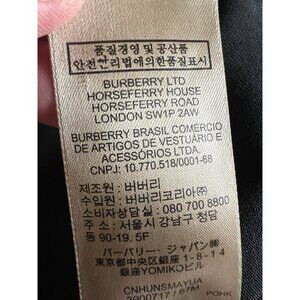 품질경영 및 공산품
안전관리법에 의한 품질표시
BURBERRY LTD
HORSEFERRY HOUSE
HORSEFERRY ROAD
LONDON SW1P 2AW
BURBERRY BRASIL COMÉRCIO
DE ARTIGOS DE VESTUÁRIO E
ACESSÓRIOS LTDA.
CNPJ: 10.770.518/0001-68
제조원 : 버버리
수입원 : 버버리코리아㈜
소비자상담실 : 080 700 8800
주소 : 서울시 강남구 청담
동 90-19. 5F
バーバリー・ジャパン㈱
東京都中央区銀座 1-8-14
銀座YOMIKOビル
CNHUNSMAYUA
3900717 / 67M
POHK